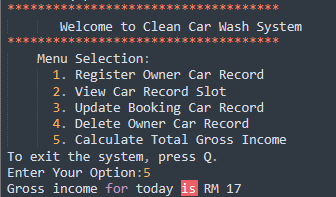 ***********************************
Welcome to Clean Car Wash System
***********************************
Menu Selection:
1. Register Owner Car Record
2. View Car Record Slot
3. Update Booking Car Record
4. Delete Owner Car Record
5. Calculate Total Gross Income
To exit the system, press Q.
Enter Your Option:5
Gross income for today is RM 17